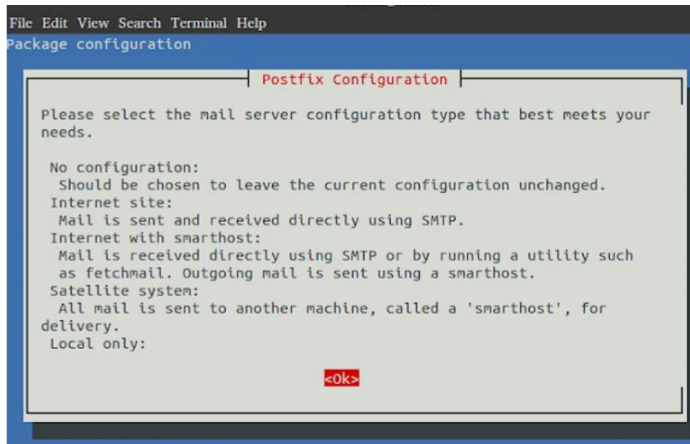 File Edit View Search Terminal Help
Package configuration
Postfix Configuration
Please select the mail server configuration type that best meets your
needs.
No configuration:
Should be chosen to leave the current configuration unchanged.
Internet site:
Mail is sent and received directly using SMTP.
Internet with smarthost:
Mail is received directly using SMTP or by running a utility such
as fetchmail. Outgoing mail is sent using a smarthost.
Satellite system:
All mail is sent to another machine, called a 'smarthost', for
delivery.
Local only:
<Ok>